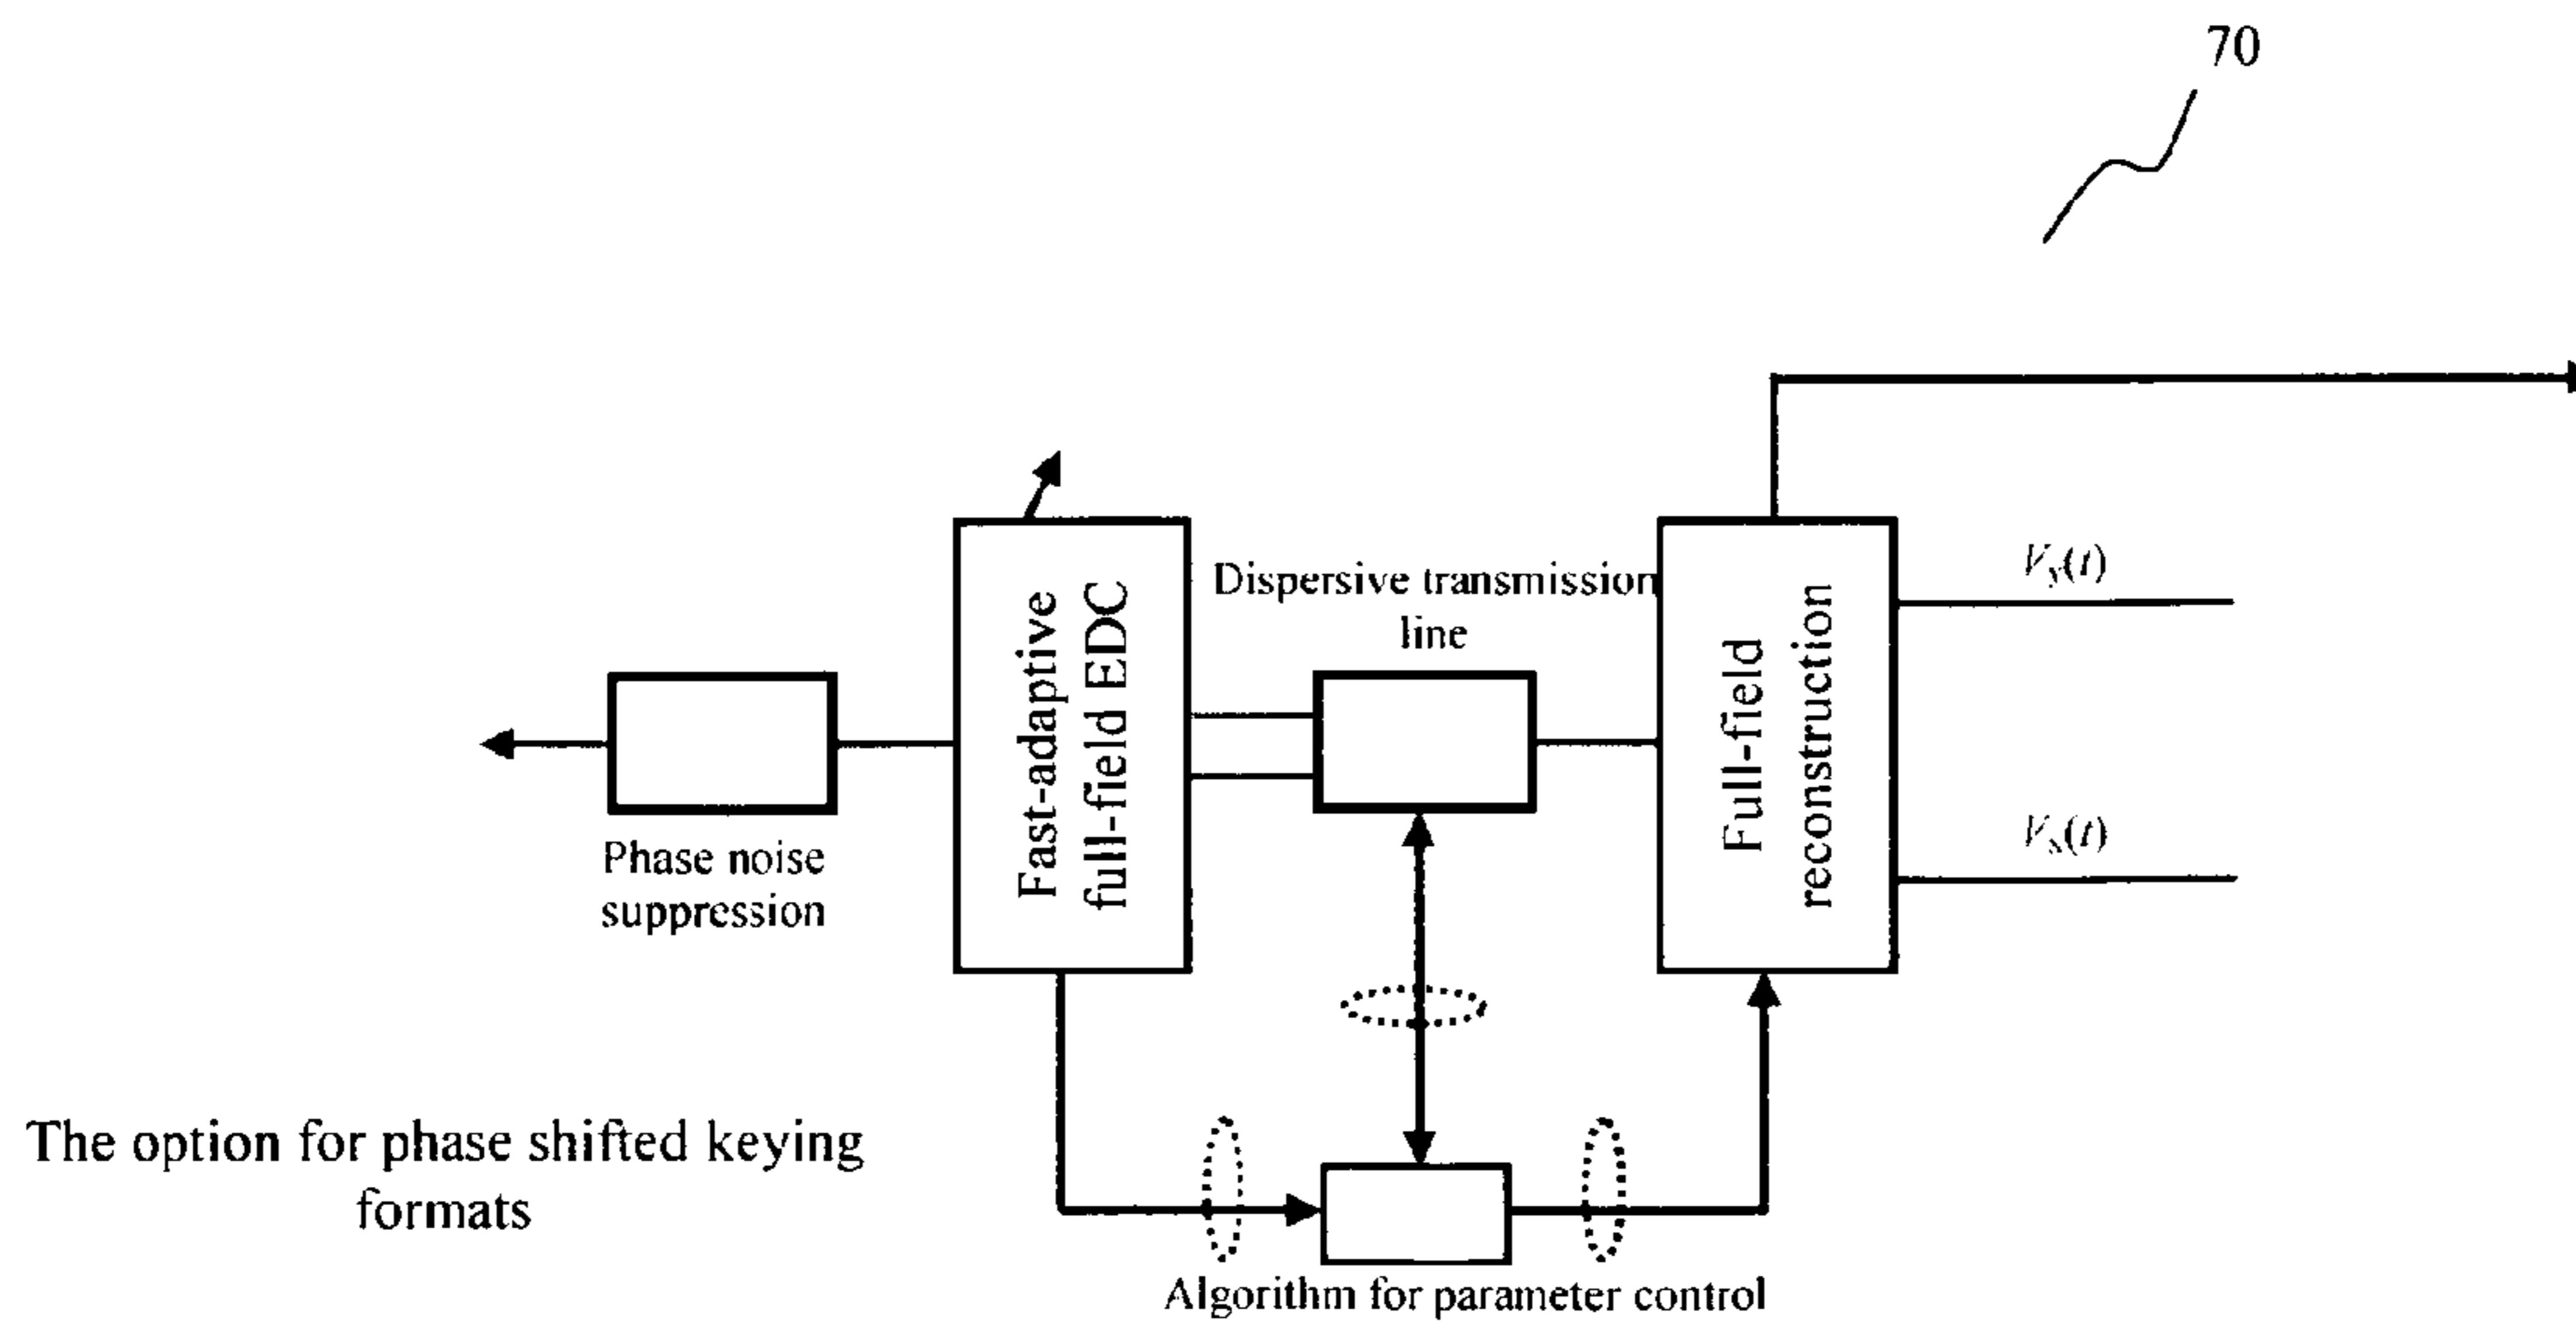 70
Vy(t)
Dispersive transmission
line
Fast-adaptive
full-field EDC
Full-field
reconstruction
Vx(t)
Phase noise
suppression
The option for phase shifted keying
formats
Algorithm for parameter control